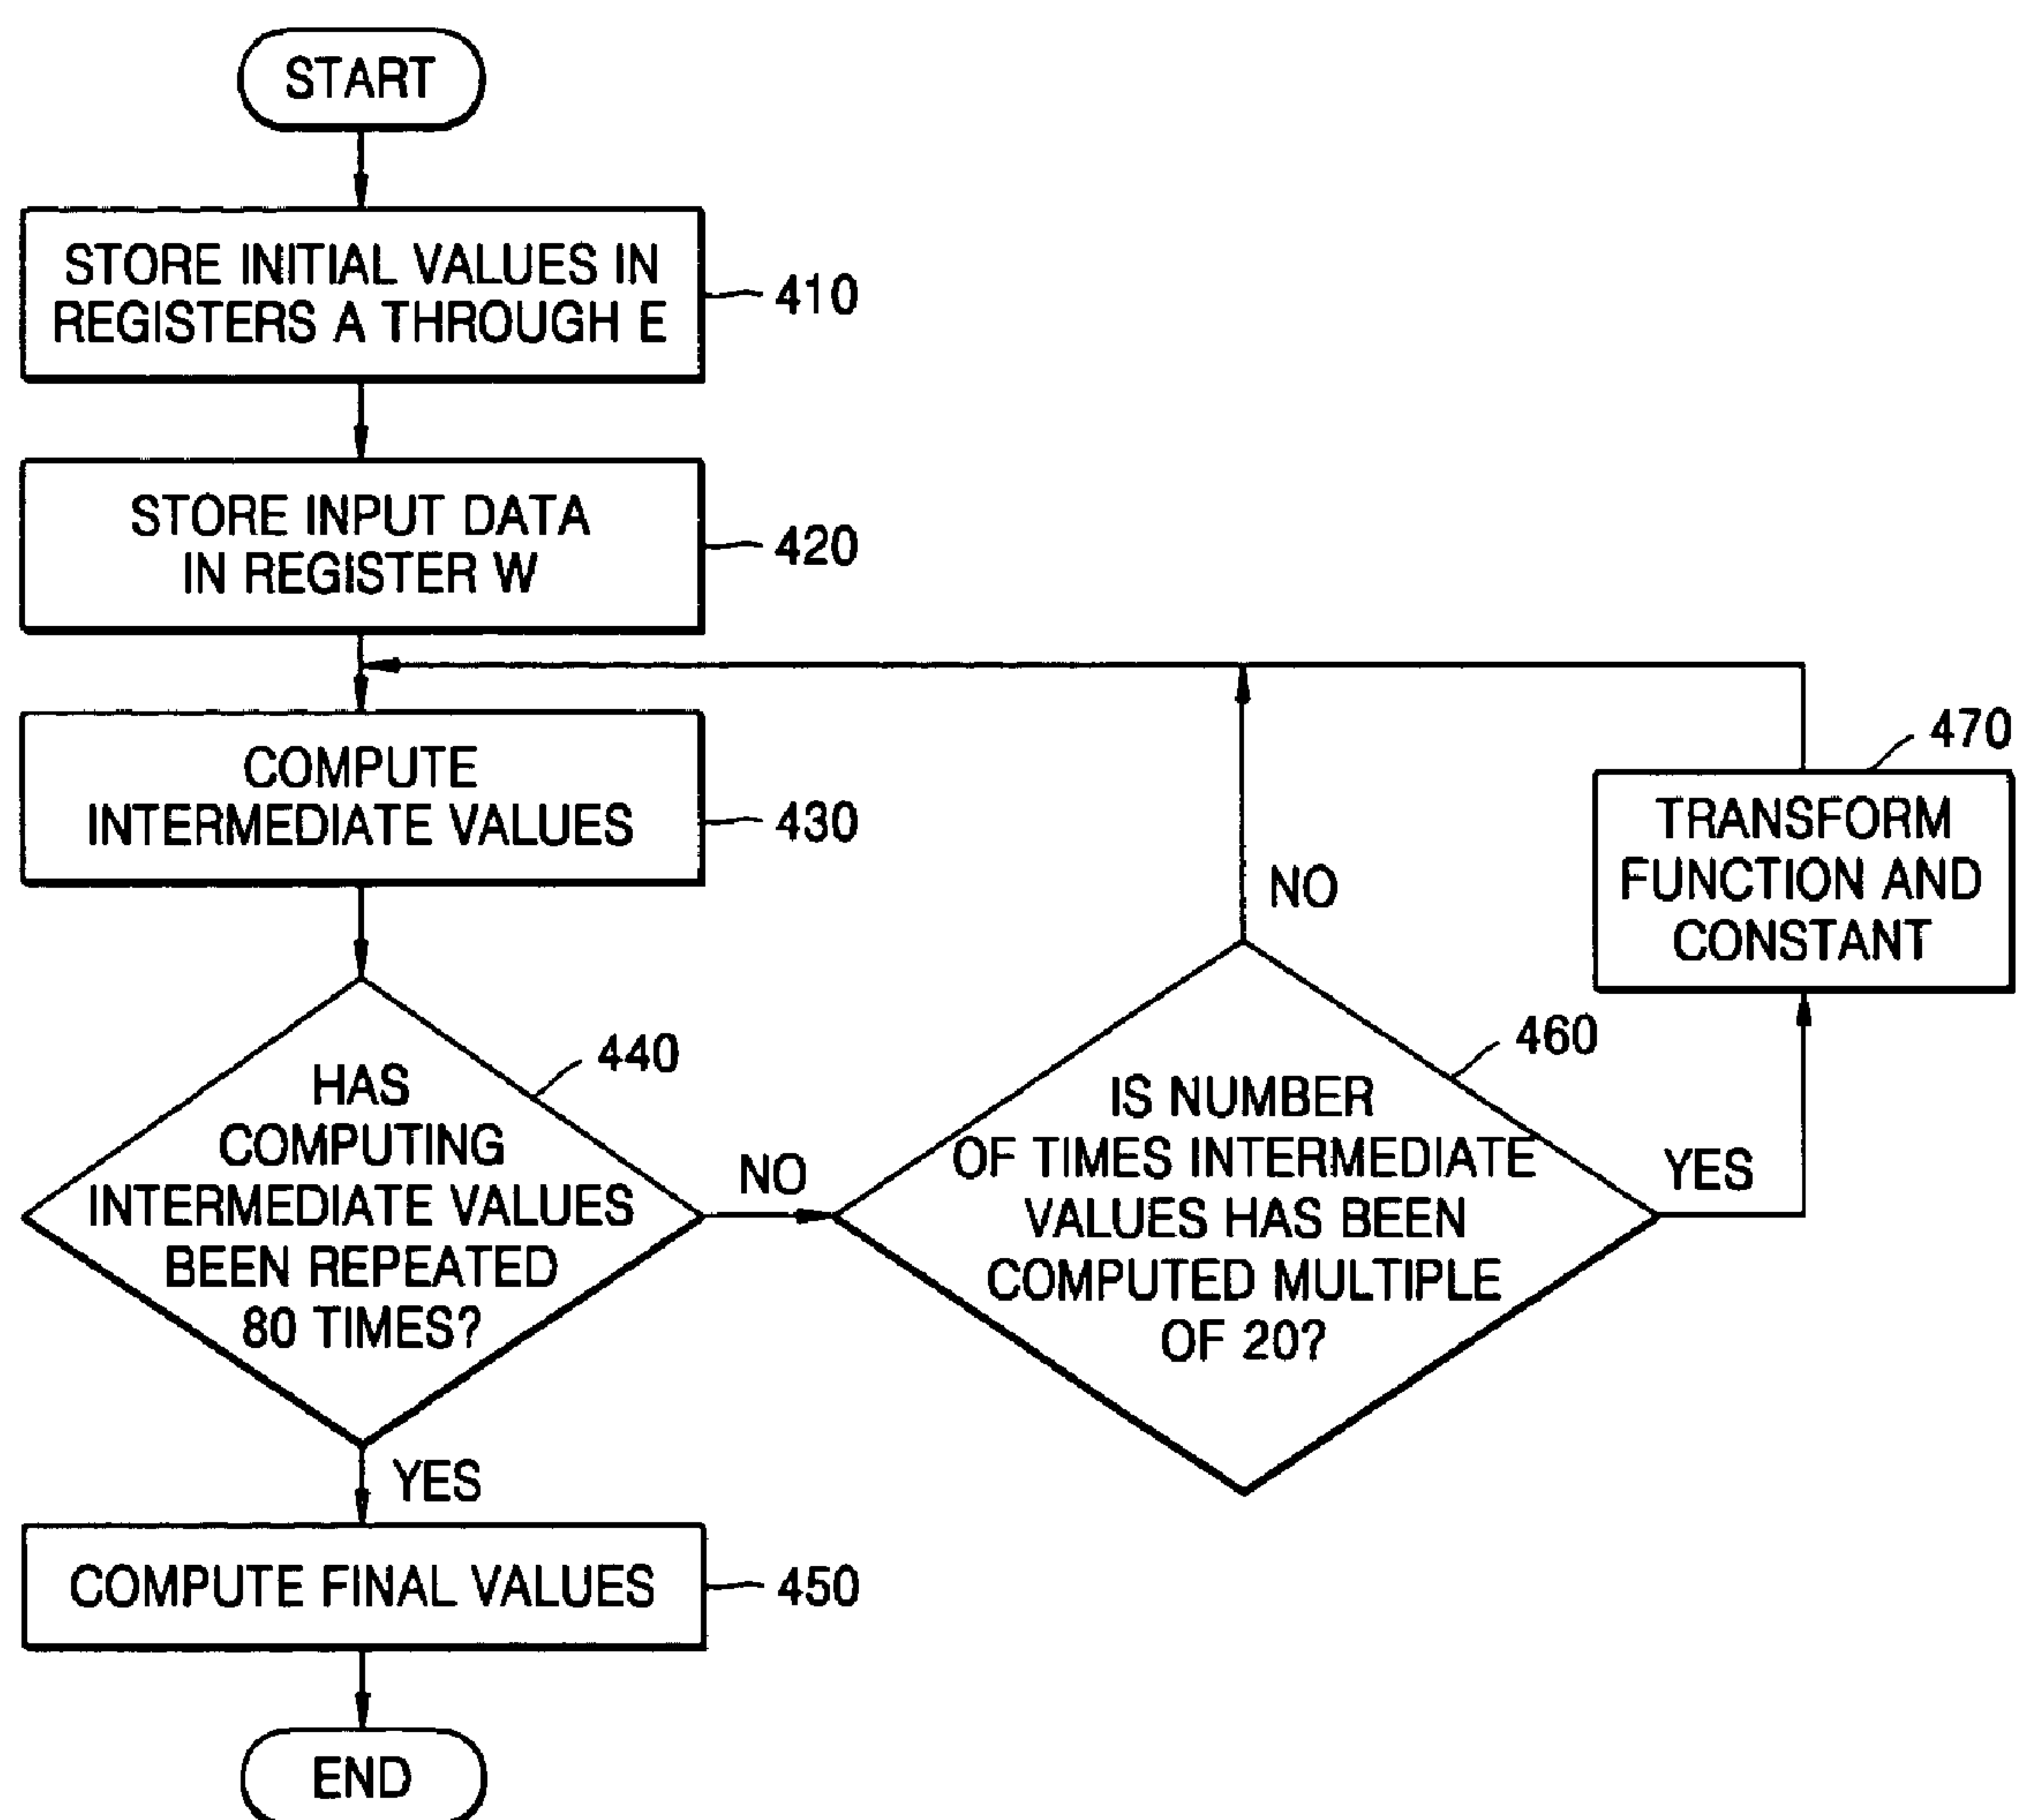 START
STORE INITIAL VALUES IN
REGISTERS A THROUGH E
410
STORE INPUT DATA
IN REGISTER W
420
COMPUTE
INTERMEDIATE VALUES
430
HAS
COMPUTING
INTERMEDIATE VALUES
BEEN REPEATED
80 TIMES?
440
NO
YES
IS NUMBER
OF TIMES INTERMEDIATE
VALUES HAS BEEN
COMPUTED MULTIPLE
OF 20?
460
NO
YES
TRANSFORM
FUNCTION AND
CONSTANT
470
COMPUTE FINAL VALUES
450
END